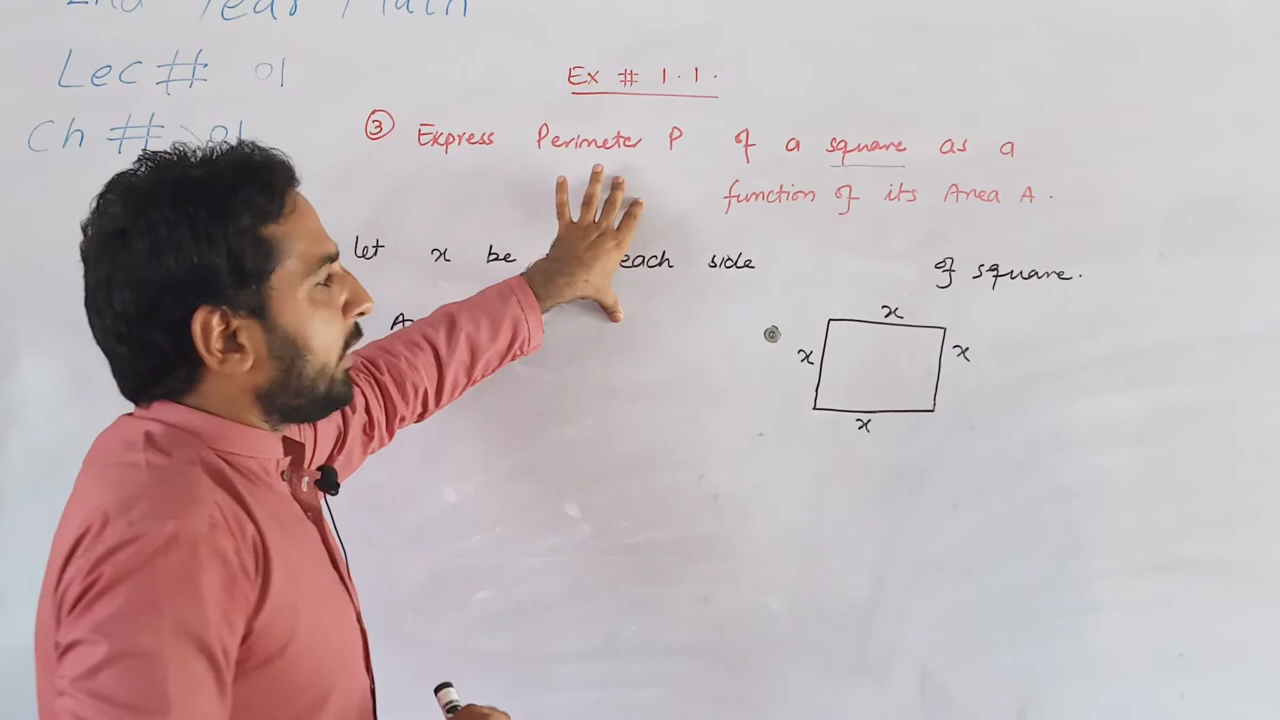 2nd Year Math
Lec # 01
Ch # 01
Ex # 1.1.
③ Express Perimeter P of a square as a
function of its Area A.
let x be each side of square.
A
x
x
x
x